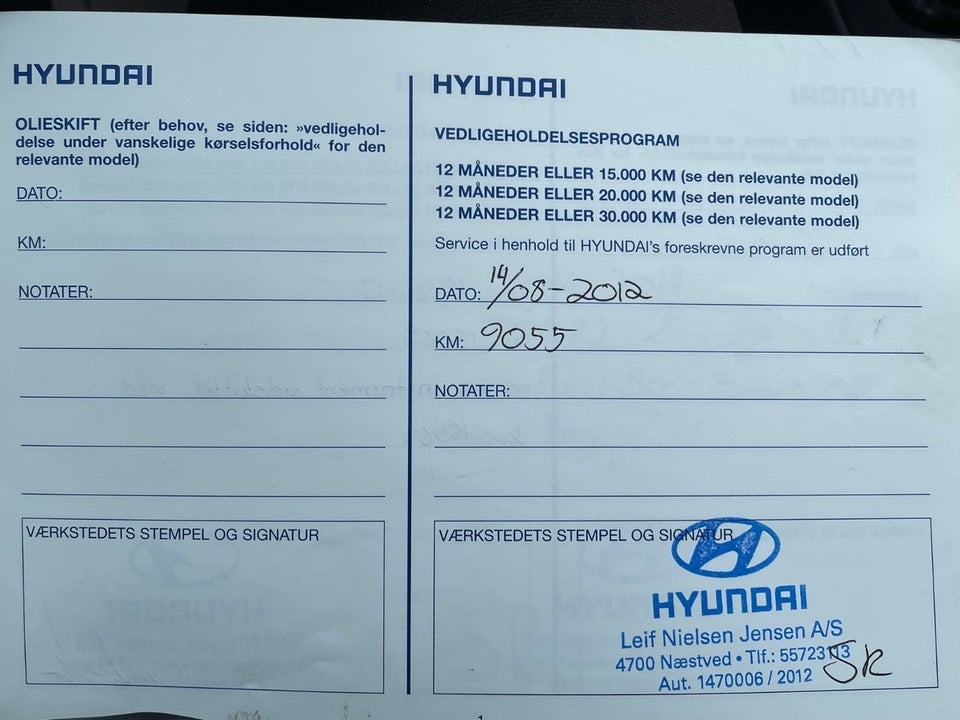 HYUNDAI
OLIESKIFT (efter behov, se siden: »vedligehol-
delse under vanskelige kørselsforhold« for den
relevante model)
DATO:
KM:
NOTATER:
VÆRKSTEDETS STEMPEL OG SIGNATUR
HYUNDAI
VEDLIGEHOLDELSESPROGRAM
12 MÅNEDER ELLER 15.000 KM (se den relevante model)
12 MÅNEDER ELLER 20.000 KM (se den relevante model)
12 MÅNEDER ELLER 30.000 KM (se den relevante model)
Service i henhold til HYUNDAI's foreskrevne program er udført
DATO: 14/08-2012
KM: 9055
NOTATER:
VÆRKSTEDETS STEMPEL OG SIGNATUR
HYUNDAI
Leif Nielsen Jensen A/S
4700 Næstved • Tlf.: 55723113
Aut. 1470006 / 2012